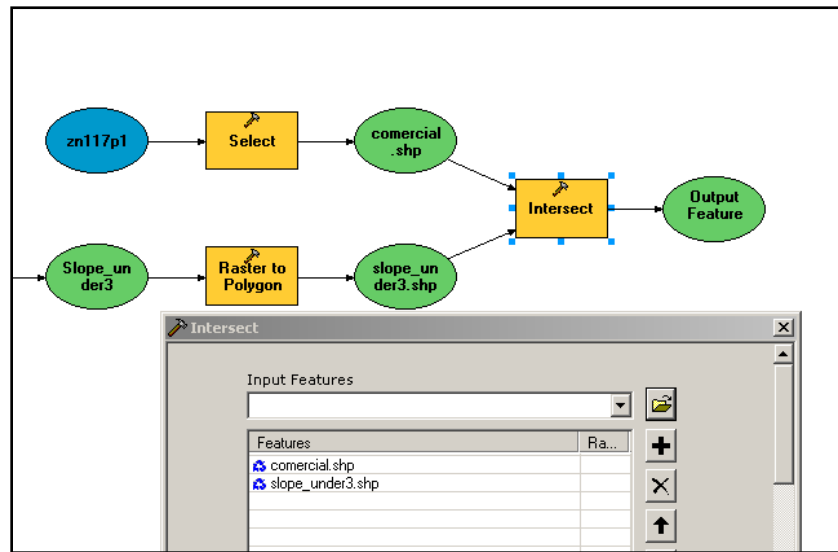 zn117p1
Select
comercial
.shp
Intersect
Output
Feature
Slope_un
der3
Raster to
Polygon
slope_un
der3.shp
Intersect
Input Features
Features
Ra...
comercial.shp
slope_under3.shp